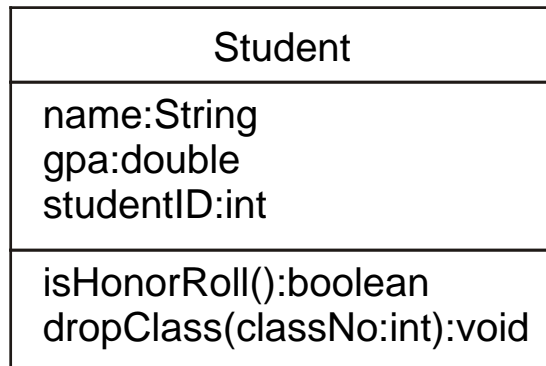 Student
name:String
gpa:double
studentID:int
isHonorRoll():boolean
dropClass(classNo:int):void